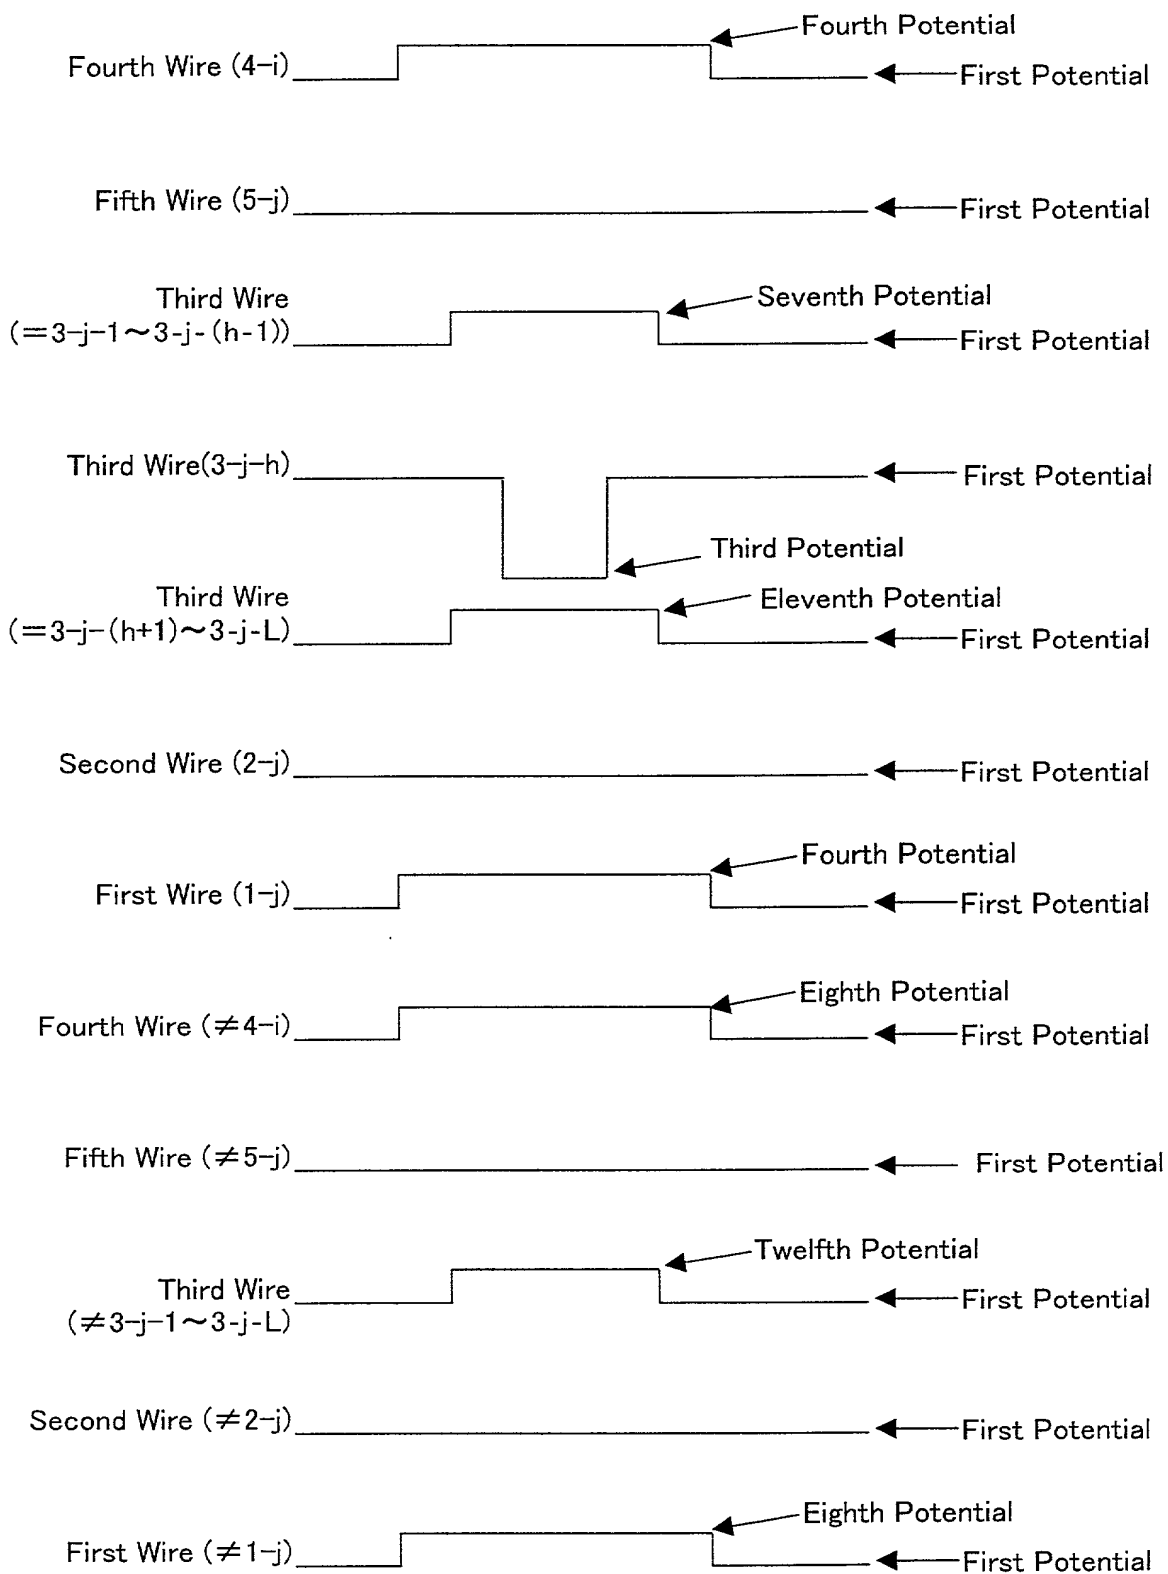 Fourth Potential
Fourth Wire (4-i)
First Potential
Fifth Wire (5-j)
First Potential
Third Wire
(=3-j-1~3-j-(h-1))
Seventh Potential
First Potential
Third Wire(3-j-h)
First Potential
Third Potential
Third Wire
(=3-j-(h+1)~3-j-L)
Eleventh Potential
First Potential
Second Wire (2-j)
First Potential
Fourth Potential
First Wire (1-j)
First Potential
Eighth Potential
Fourth Wire (≠4-i)
First Potential
Fifth Wire (≠5-j)
First Potential
Twelfth Potential
Third Wire
(≠3-j-1~3-j-L)
First Potential
Second Wire (≠2-j)
First Potential
Eighth Potential
First Wire (≠1-j)
First Potential